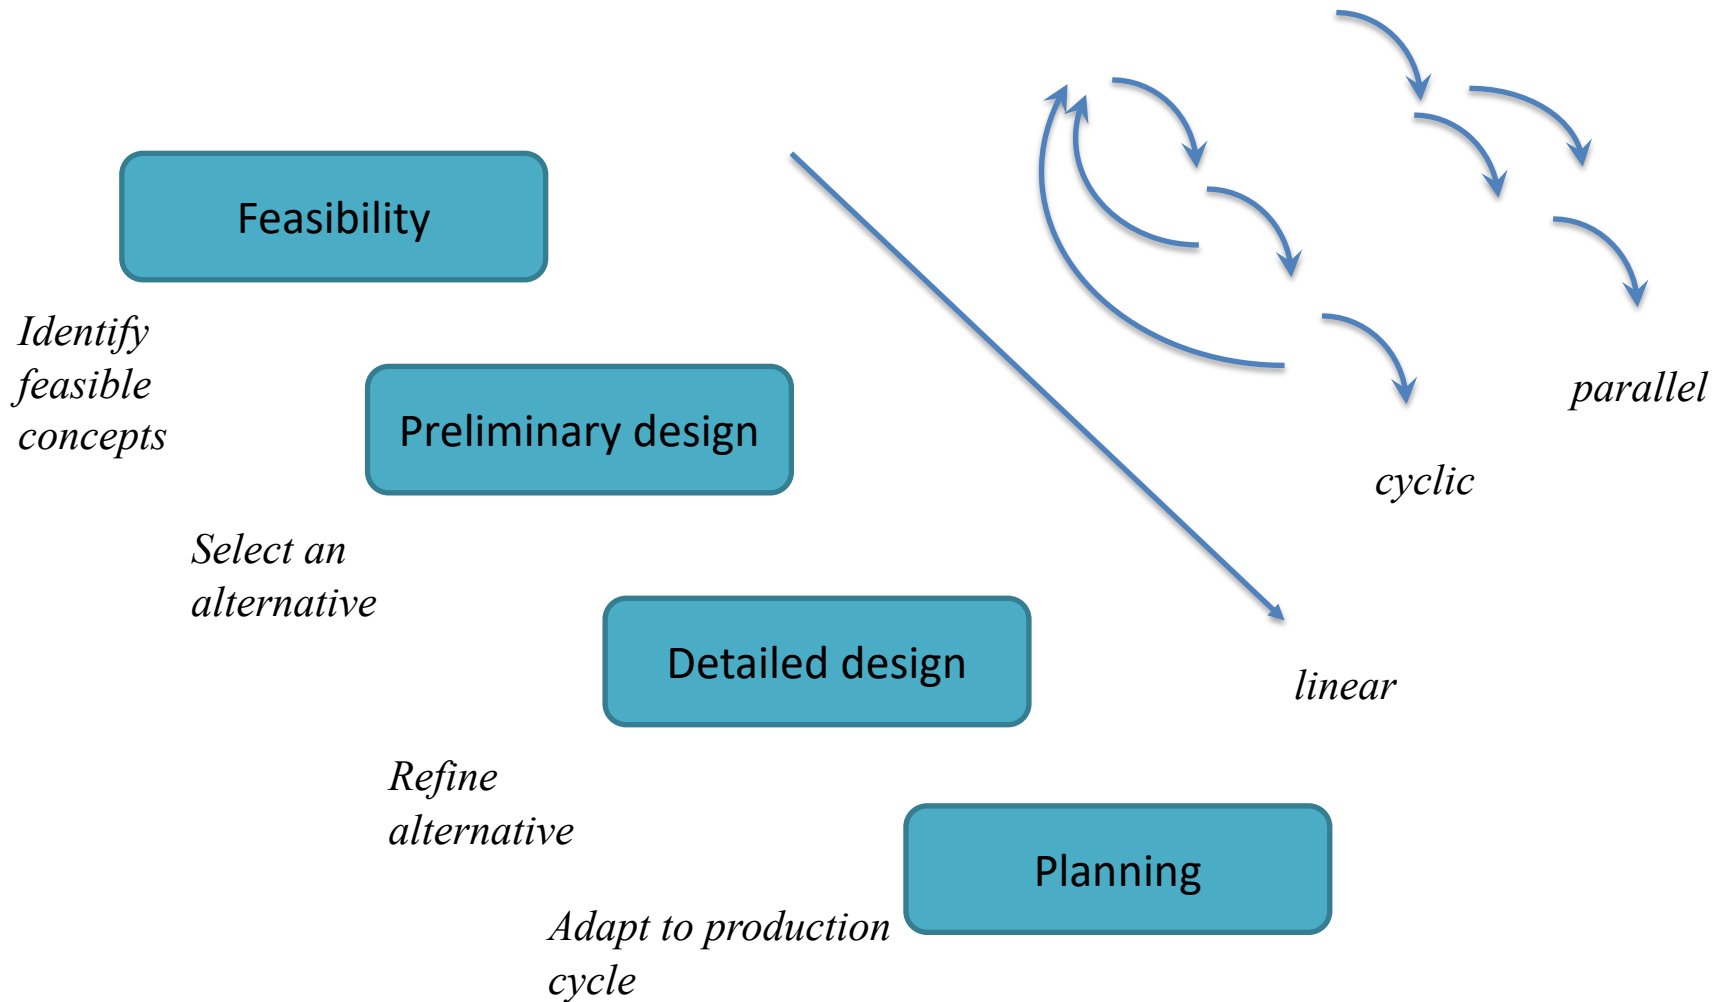 Feasibility
Identify
feasible
concepts
Preliminary design
Select an
alternative
Detailed design
Refine
alternative
Planning
Adapt to production
cycle
parallel
cyclic
linear